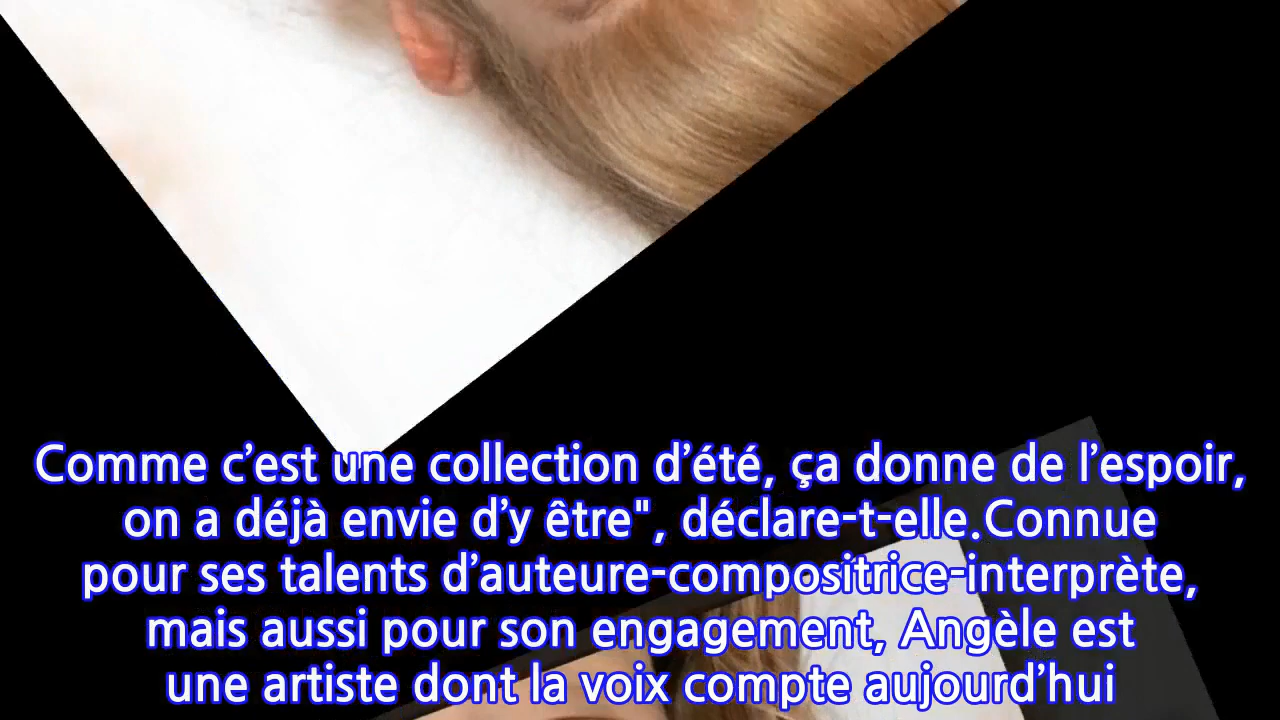 Comme c’est une collection d’été, ça donne de l’espoir,
on a déjà envie d’y être", déclare-t-elle.Connue
pour ses talents d’auteure-compositrice-interprète,
mais aussi pour son engagement, Angèle est
une artiste dont la voix compte aujourd’hui